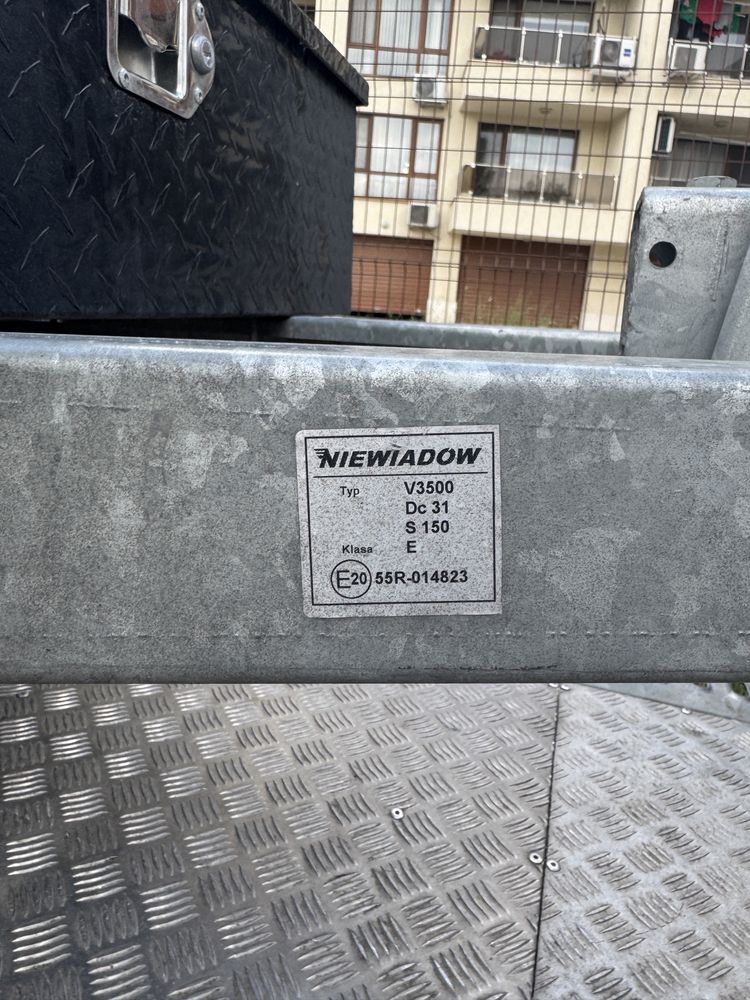 NIEWIADOW
Typ V3500
Dc 31
S 150
Klasa E
E20 55R-014823